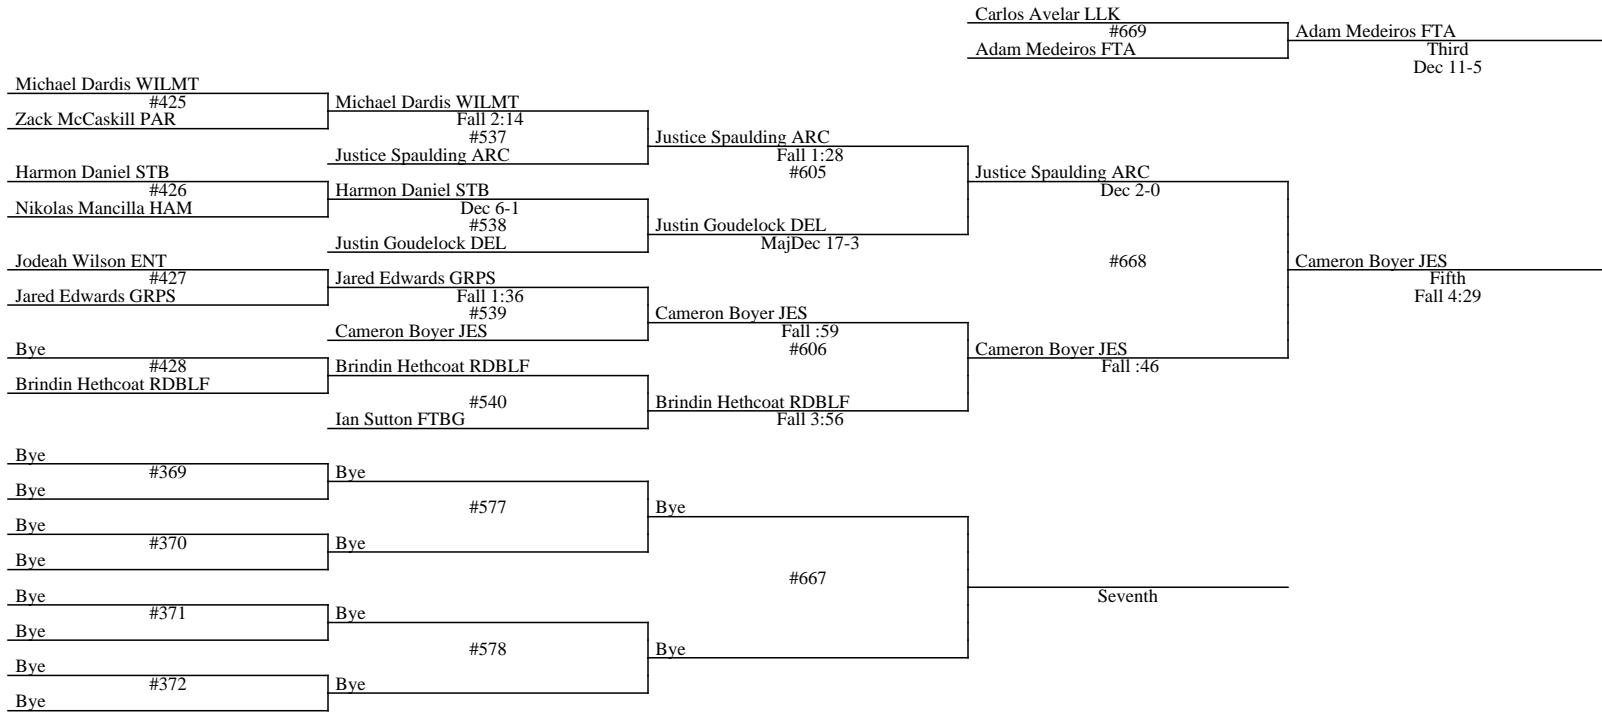 Carlos Avelar LLK
#669
Adam Medeiros FTA
Adam Medeiros FTA
Third
Dec 11-5
Michael Dardis WILMT
#425
Zack McCaskill PAR
Michael Dardis WILMT
Fall 2:14
#537
Justice Spaulding ARC
Justice Spaulding ARC
Fall 1:28
#605
Harmon Daniel STB
#426
Nikolas Mancilla HAM
Harmon Daniel STB
Dec 6-1
#538
Justin Goudelock DEL
Justin Goudelock DEL
MajDec 17-3
Justice Spaulding ARC
Dec 2-0
#668
Jodeah Wilson ENT
#427
Jared Edwards GRPS
Jared Edwards GRPS
Fall 1:36
#539
Cameron Boyer JES
Cameron Boyer JES
Fall :59
#606
Bye
#428
Brindin Hethcoat RDBLF
Brindin Hethcoat RDBLF
#540
Ian Sutton FTBG
Brindin Hethcoat RDBLF
Fall 3:56
Cameron Boyer JES
Fall :46
Cameron Boyer JES
Fifth
Fall 4:29
Bye
#369
Bye
Bye
#577
Bye
#370
Bye
Bye
Bye
#667
Bye
#371
Bye
Bye
#578
Bye
#372
Bye
Bye
Bye
Seventh